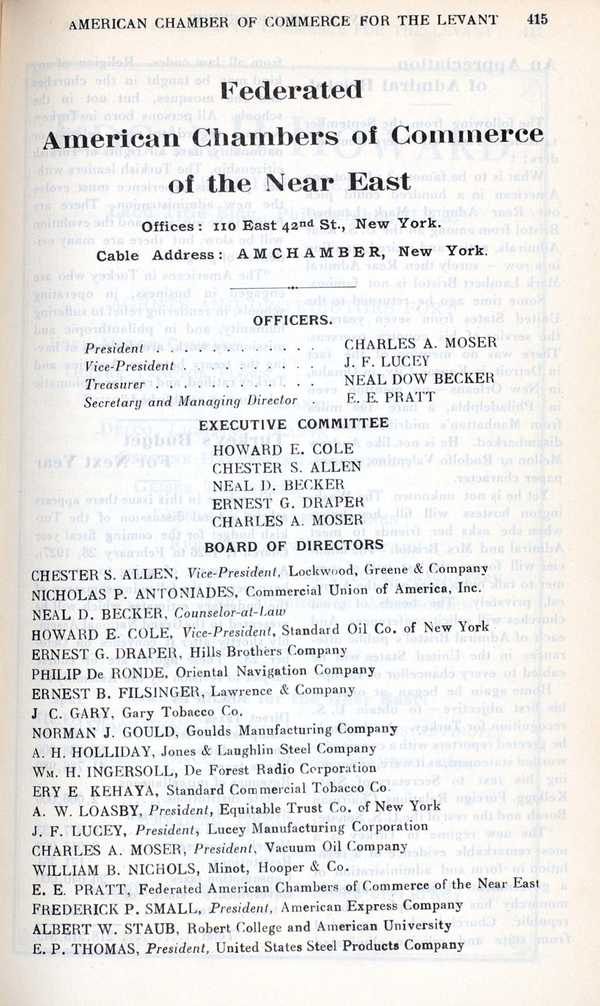 AMERICAN CHAMBER OF COMMERCE FOR THE LEVANT 415
Federated
American Chambers of Commerce
of the Near East
Offices: 110 East 42nd St., New York.
Cable Address: AMCHAMBER, New York.
OFFICERS.
President . . . . . . . . . . CHARLES A. MOSER
Vice-President . . . . . . . . J. F. LUCEY
Treasurer . . . . . . . . . . NEAL DOW BECKER
Secretary and Managing Director . E. E. PRATT
EXECUTIVE COMMITTEE
HOWARD E. COLE
CHESTER S. ALLEN
NEAL D. BECKER
ERNEST G. DRAPER
CHARLES A. MOSER
BOARD OF DIRECTORS
CHESTER S. ALLEN, Vice-President, Lockwood, Greene & Company
NICHOLAS P. ANTONIADES, Commercial Union of America, Inc.
NEAL D. BECKER, Counselor-at-Law
HOWARD E. COLE, Vice-President, Standard Oil Co. of New York
ERNEST G. DRAPER, Hills Brothers Company
PHILIP De RONDE, Oriental Navigation Company
ERNEST B. FILSINGER, Lawrence & Company
J C. GARY, Gary Tobacco Co.
NORMAN J. GOULD, Goulds Manufacturing Company
A. H. HOLLIDAY, Jones & Laughlin Steel Company
WM. H. INGERSOLL, De Forest Radio Corporation
ERY E. KEHAYA, Standard Commercial Tobacco Co.
A. W. LOASBY, President, Equitable Trust Co. of New York
J. F. LUCEY, President, Lucey Manufacturing Corporation
CHARLES A. MOSER, President, Vacuum Oil Company
WILLIAM B. NICHOLS, Minot, Hooper & Co.
E. E. PRATT, Federated American Chambers of Commerce of the Near East
FREDERICK P. SMALL, President, American Express Company
ALBERT W. STAUB, Robert College and American University
E. P. THOMAS, President, United States Steel Products Company